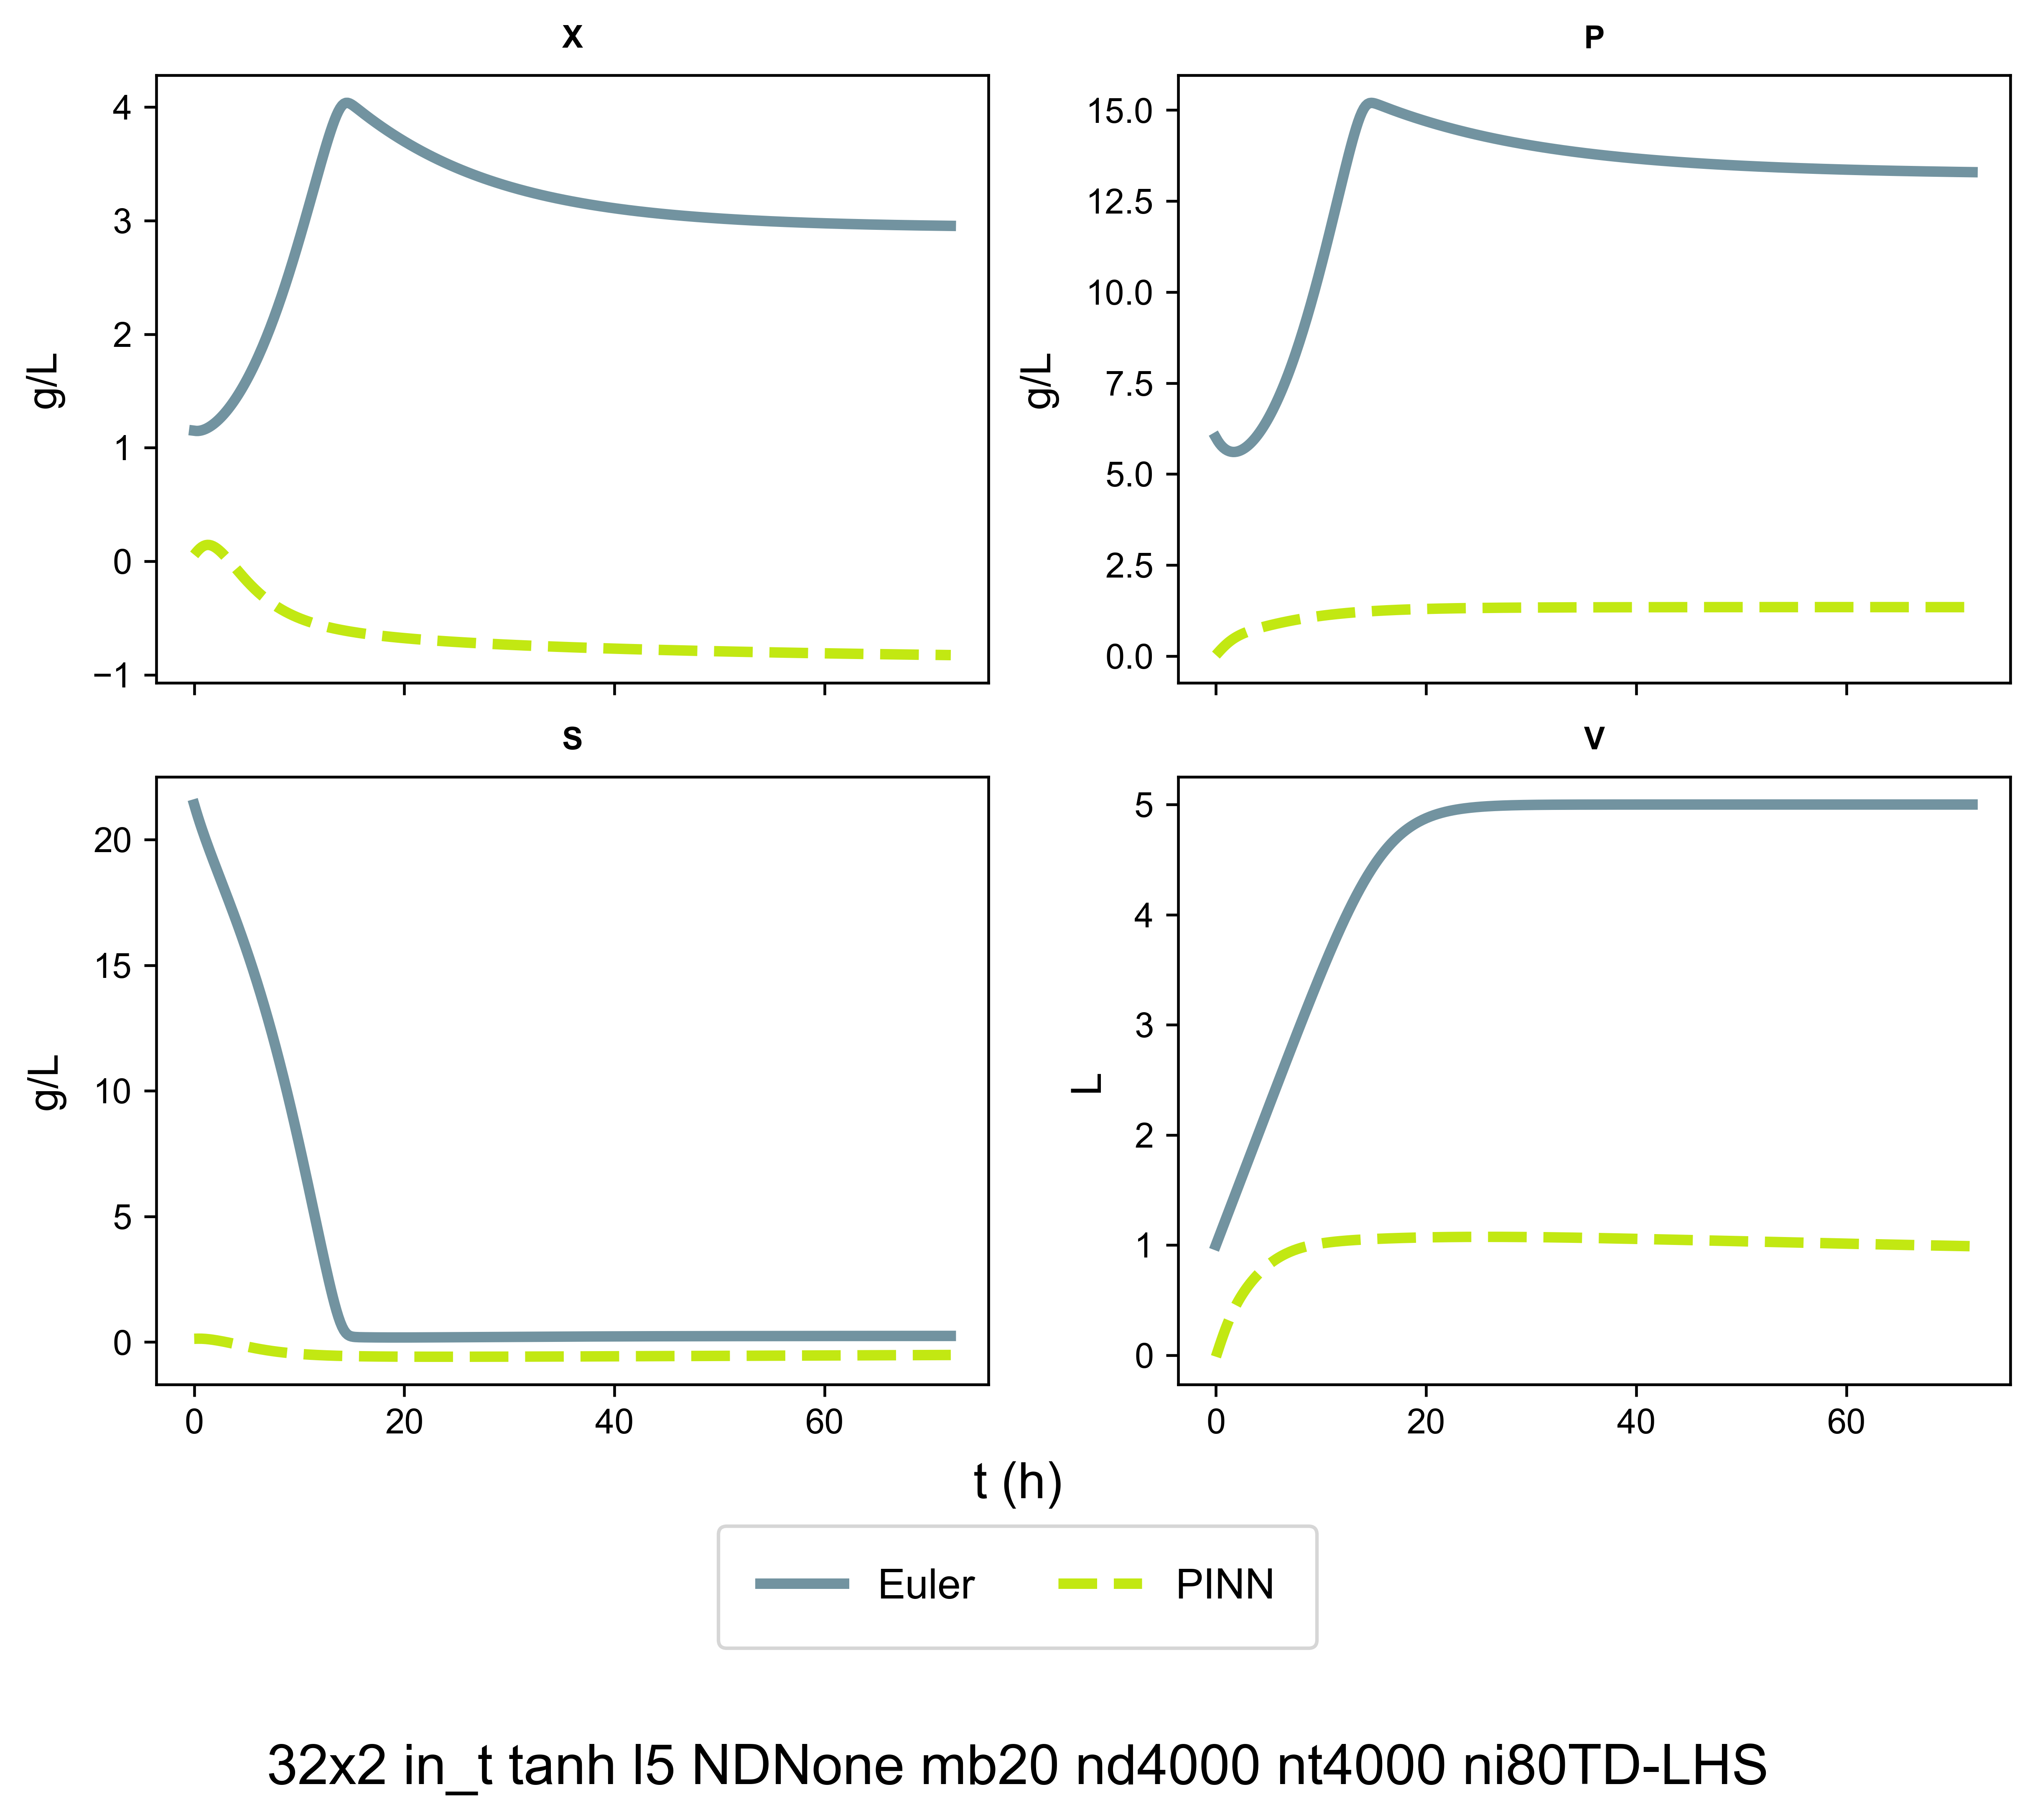 X
P
4
3
2
1
0
−1
g/L
15.0
12.5
10.0
7.5
5.0
2.5
0.0
g/L
S
V
20
15
10
5
0
g/L
0 20 40 60
5
4
3
2
1
0
L
0 20 40 60
t (h)
Euler PINN
32x2 in_t tanh l5 NDNone mb20 nd4000 nt4000 ni80TD-LHS